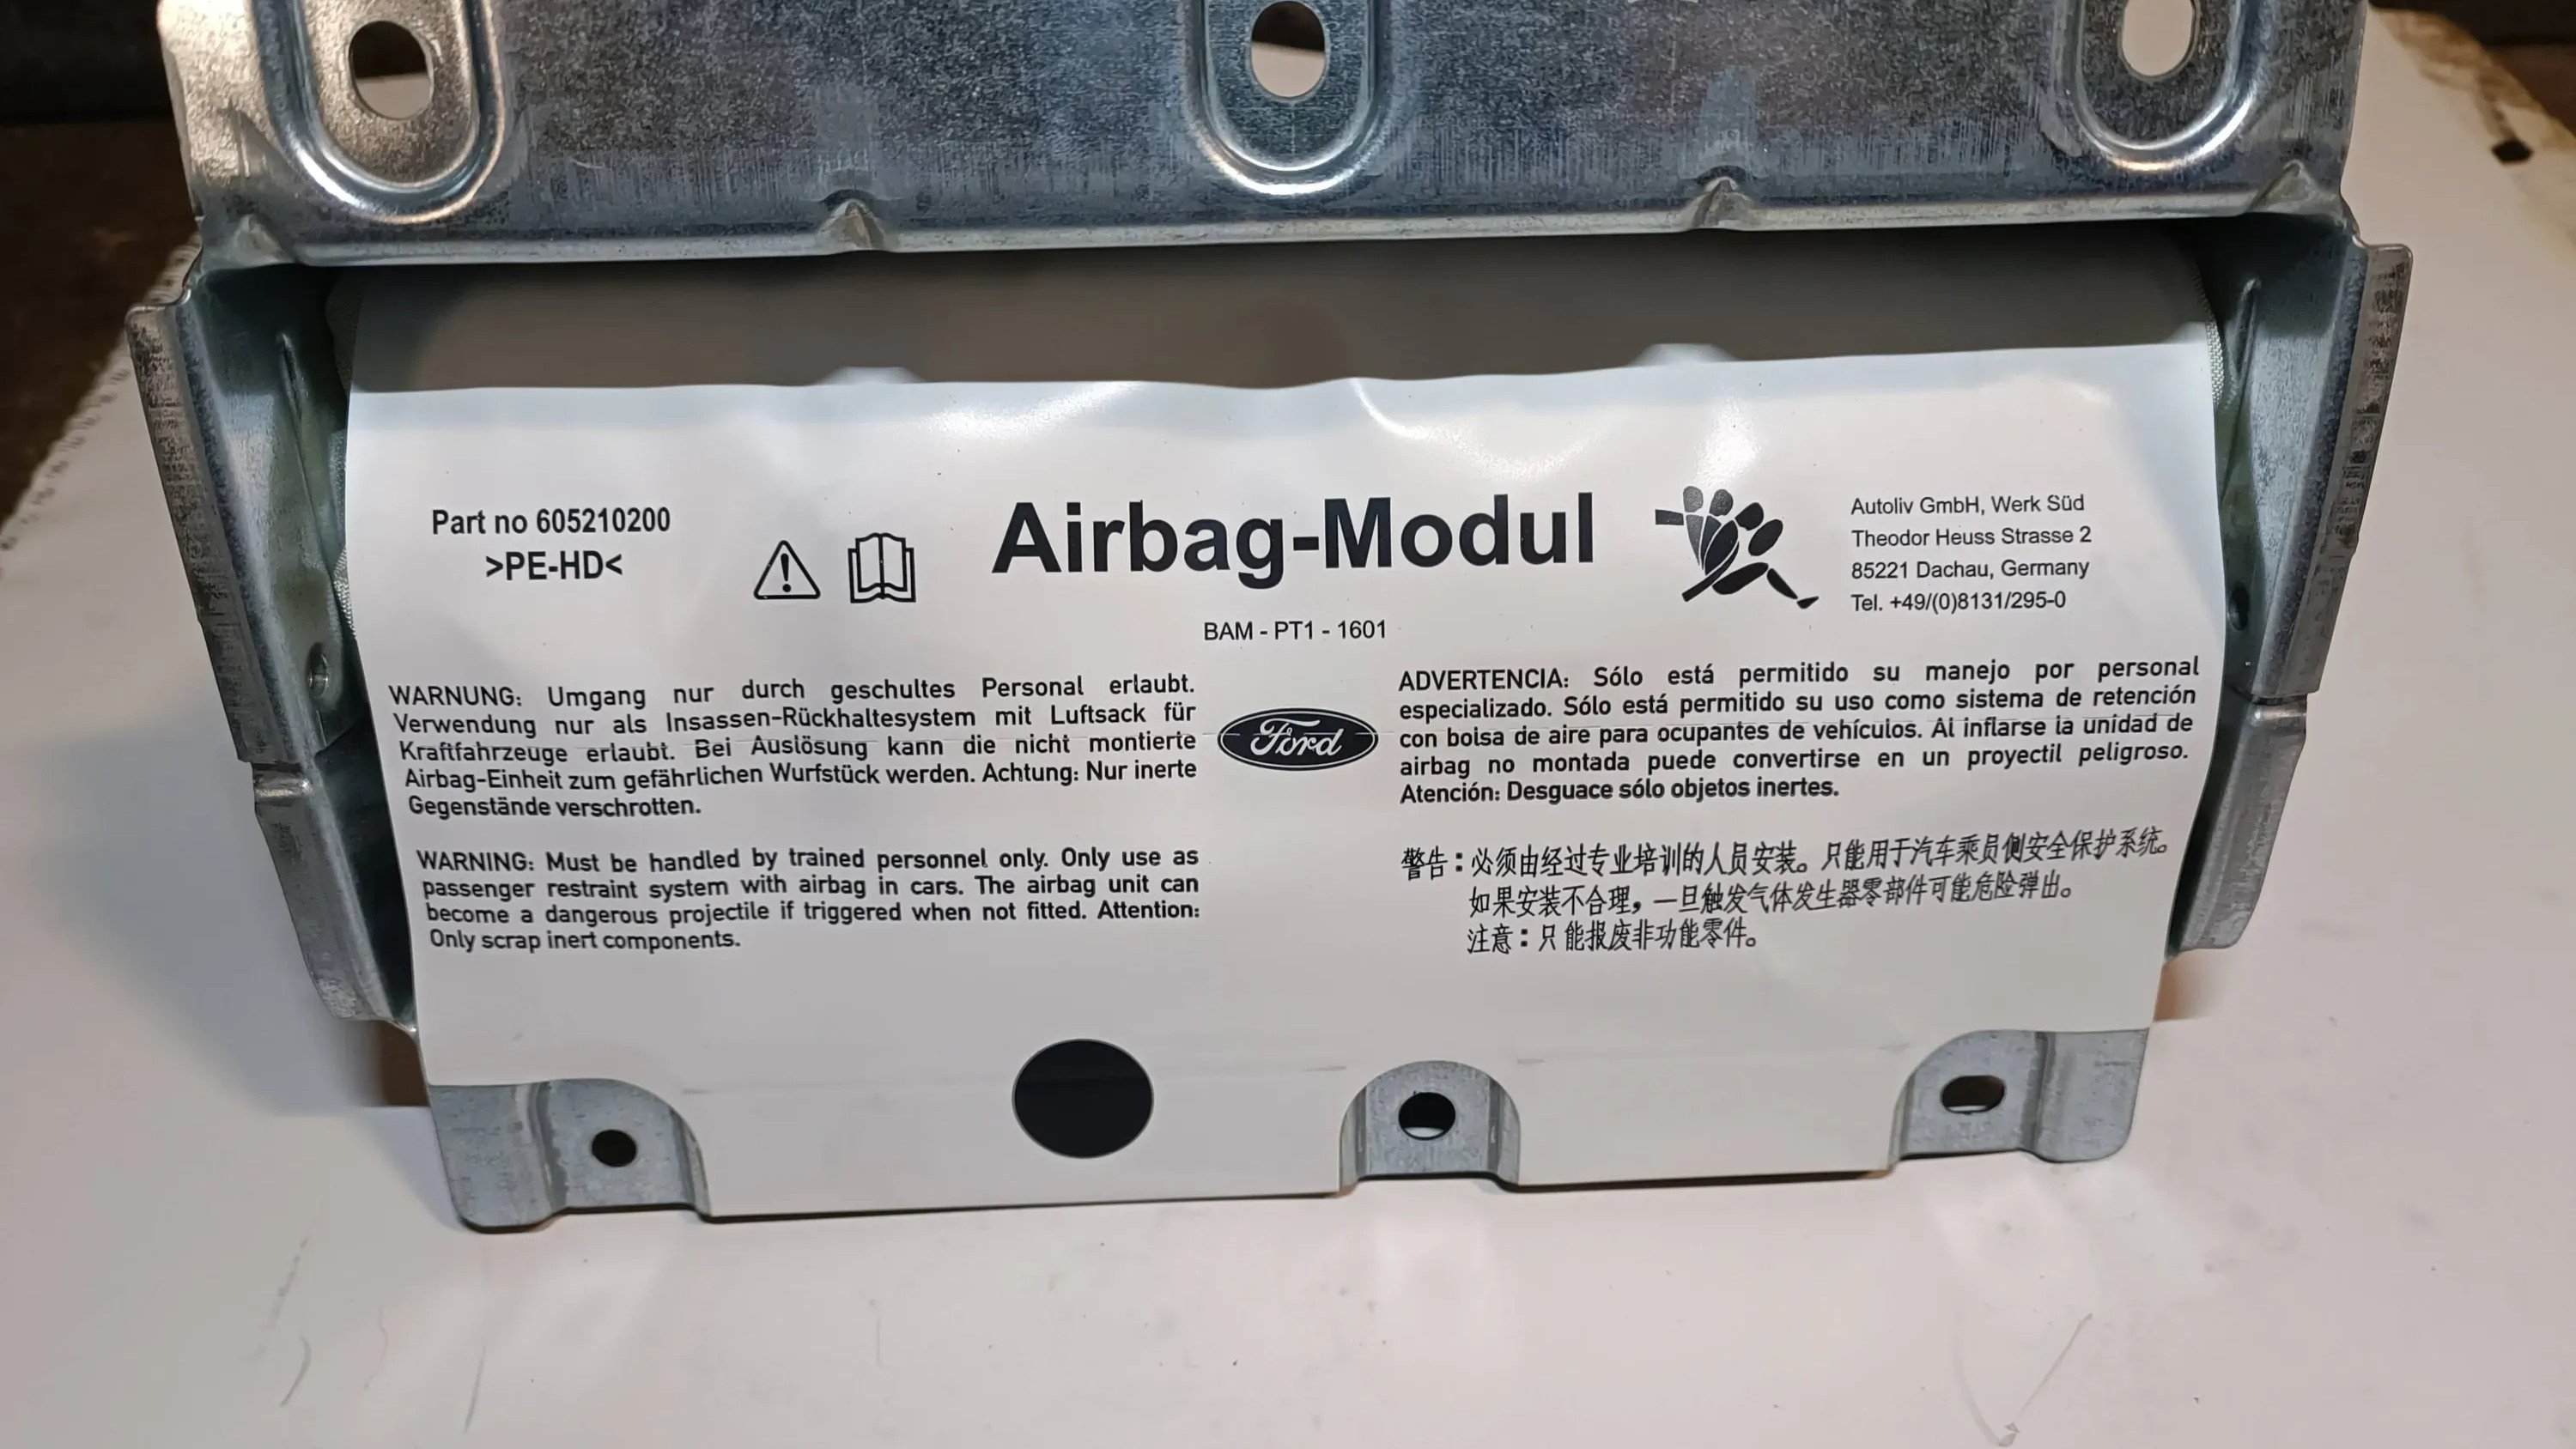 Part no 605210200
>PE-HD<
Airbag-Modul
BAM - PT1 - 1601
Autoliv GmbH, Werk Süd
Theodor Heuss Strasse 2
85221 Dachau, Germany
Tel. +49/(0)8131/295-0
WARNUNG: Umgang nur durch geschultes Personal erlaubt.
Verwendung nur als Insassen-Rückhaltesystem mit Luftsack für
Kraftfahrzeuge erlaubt. Bei Auslösung kann die nicht montierte
Airbag-Einheit zum gefährlichen Wurfstück werden. Achtung: Nur inerte
Gegenstände verschrotten.
WARNING: Must be handled by trained personnel only. Only use as
passenger restraint system with airbag in cars. The airbag unit can
become a dangerous projectile if triggered when not fitted. Attention:
Only scrap inert components.
Ford
ADVERTENCIA: Sólo está permitido su manejo por personal
especializado. Sólo está permitido su uso como sistema de retención
con bolsa de aire para ocupantes de vehículos. Al inflarse la unidad de
airbag no montada puede convertirse en un proyectil peligroso.
Atención: Desguace sólo objetos inertes.
警告：必须由经过专业培训的人员安装。只能用于汽车乘员侧安全保护系统。
如果安装不合理，一旦触发气体发生器零部件可能危险弹出。
注意：只能报废非功能零件。